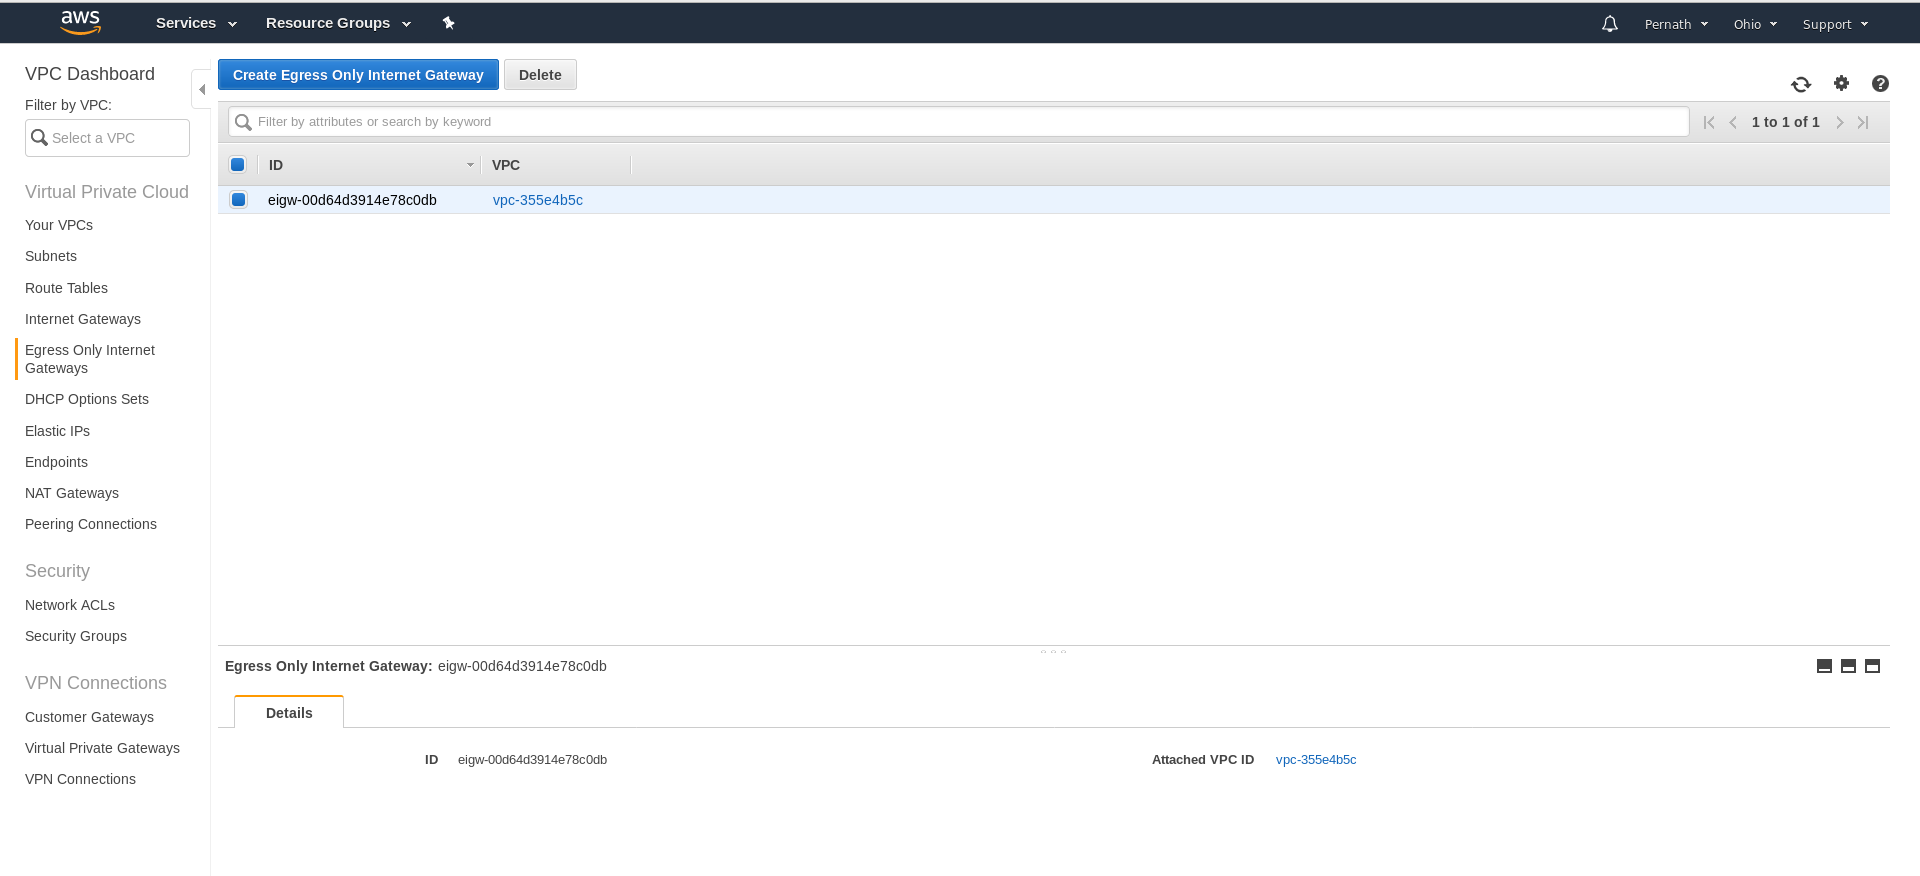 aws Services Resource Groups Pernath Ohio Support
VPC Dashboard
Filter by VPC:
Select a VPC
Virtual Private Cloud
Your VPCs
Subnets
Route Tables
Internet Gateways
Egress Only Internet
Gateways
DHCP Options Sets
Elastic IPs
Endpoints
NAT Gateways
Peering Connections
Security
Network ACLs
Security Groups
VPN Connections
Customer Gateways
Virtual Private Gateways
VPN Connections
Create Egress Only Internet Gateway Delete
Filter by attributes or search by keyword 1 to 1 of 1
ID VPC
eigw-00d64d3914e78c0db vpc-355e4b5c
Egress Only Internet Gateway: eigw-00d64d3914e78c0db
Details
ID eigw-00d64d3914e78c0db Attached VPC ID vpc-355e4b5c